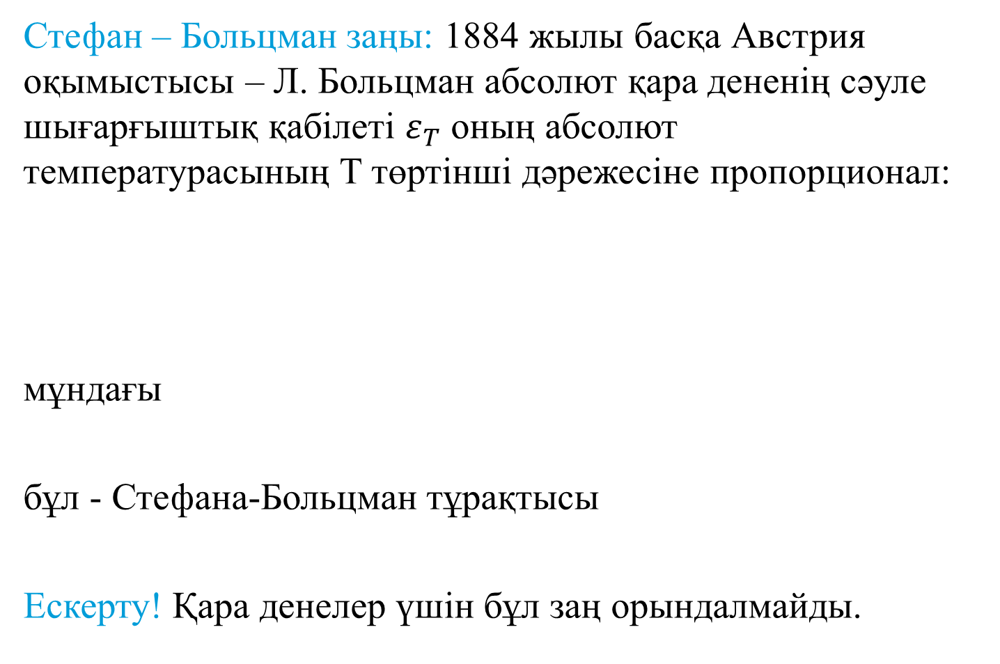 Стефан – Больцман заңы: 1884 жылы басқа Австрия
оқымыстысы – Л. Больцман абсолют қара дененің сәуле
шығарғыштық қабілеті 𝜀𝑇 оның абсолют
температурасының Т төртінші дәрежесіне пропорционал:
мұндағы
бұл - Стефана-Больцман тұрақтысы
Ескерту! Қара денелер үшін бұл заң орындалмайды.